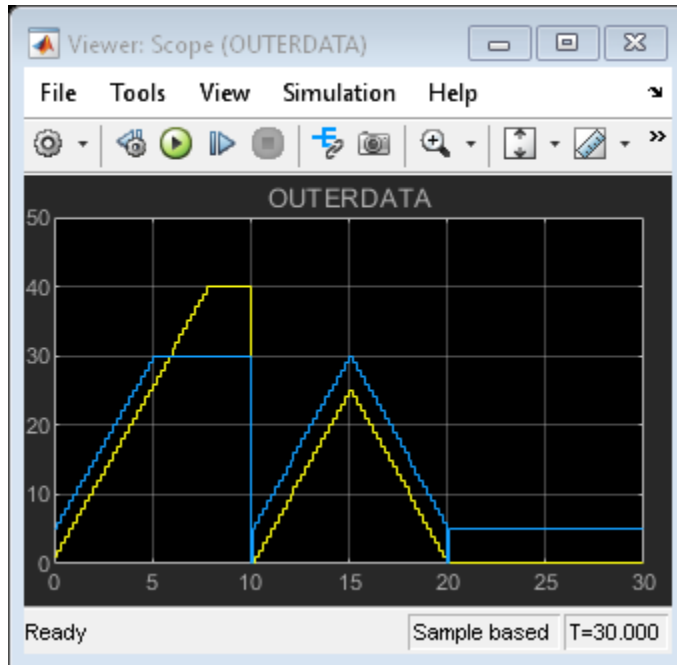 Viewer: Scope (OUTERDATA)
File Tools View Simulation Help
OUTERDATA
50
40
30
20
10
0
0 5 10 15 20 25 30
Ready Sample based T=30.000